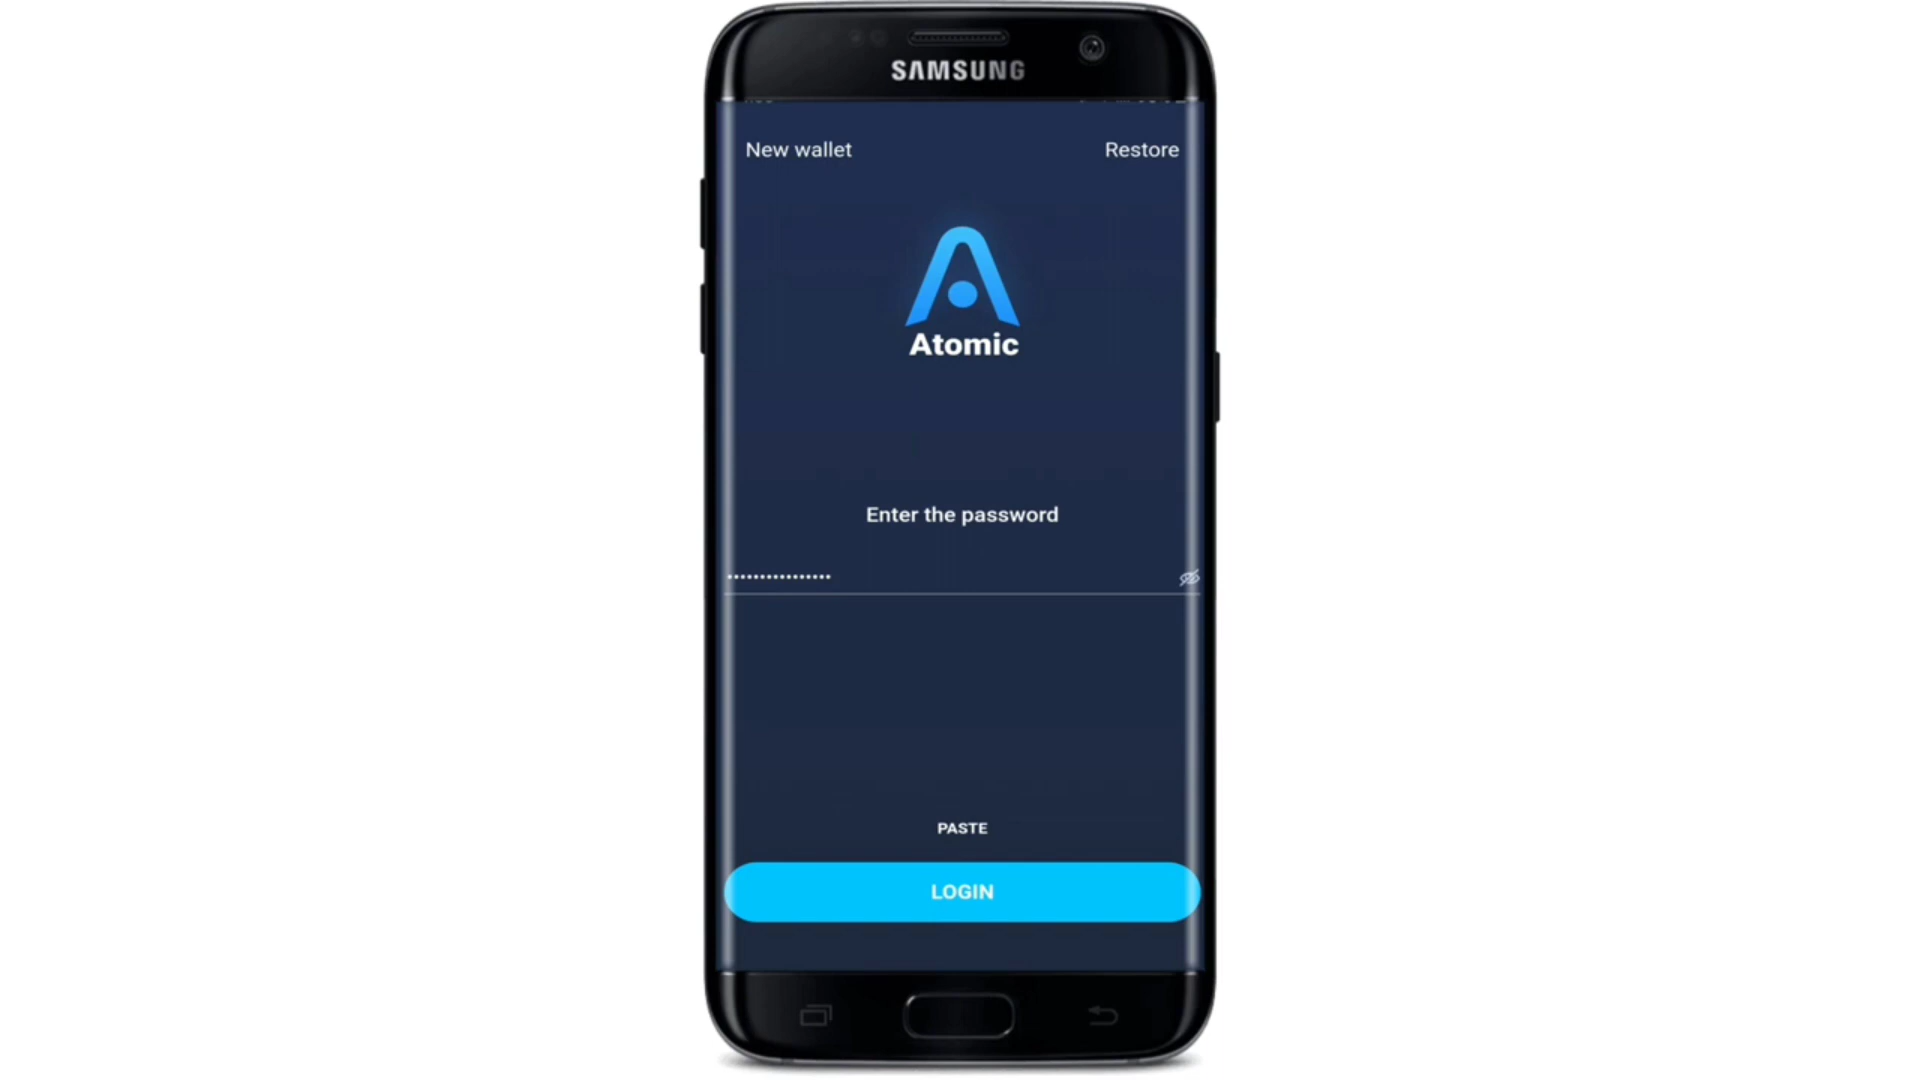 SAMSUNG
New wallet
Restore
Atomic
Enter the password
PASTE
LOGIN